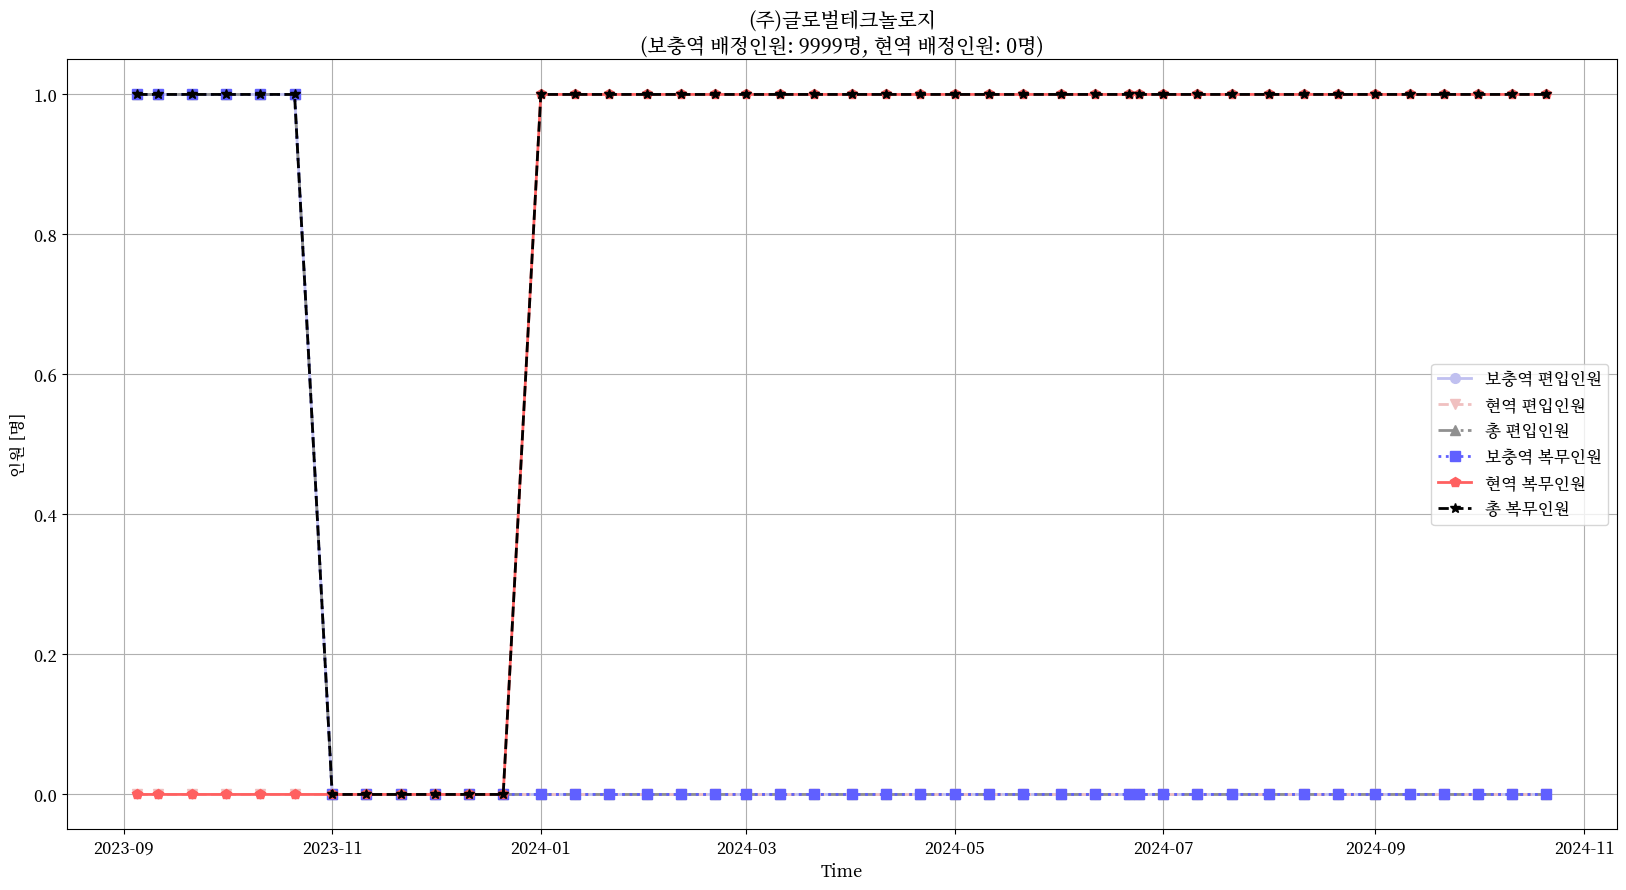 (주)글로벌테크놀로지
(보충역 배정인원: 9999명, 현역 배정인원: 0명)
1.0
0.8
0.6
0.4
0.2
0.0
인원 [명]
보충역 편입인원
현역 편입인원
총 편입인원
보충역 복무인원
현역 복무인원
총 복무인원
2023-09
2023-11
2024-01
2024-03
2024-05
2024-07
2024-09
2024-11
Time